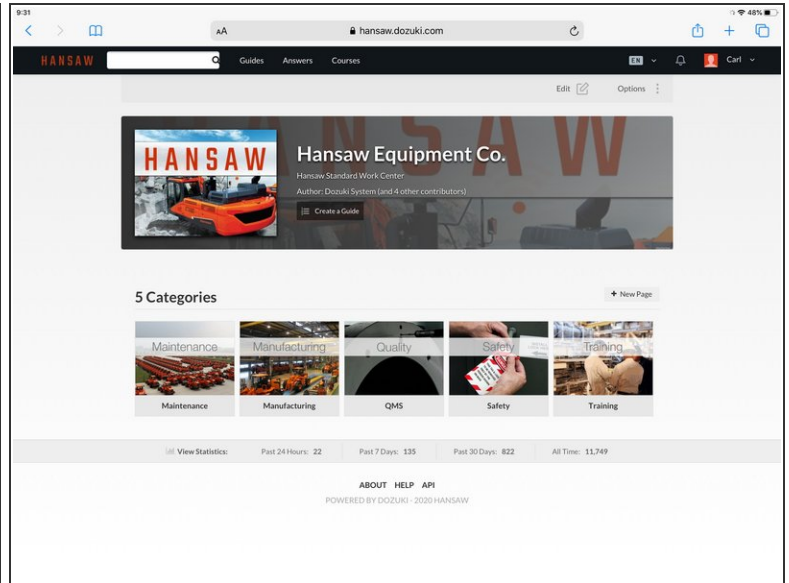 9:31
48%
AA
hansaw.dozuki.com
HANSAW
Guides
Answers
Courses
EN
Carl
Edit
Options
HANSAW
HANSAW
Hansaw Equipment Co.
Hansaw Standard Work Center
Author: Dozuki System (and 4 other contributors)
Create a Guide
5 Categories
+ New Page
Maintenance
Manufacturing
Quality
Safety
Training
Maintenance
Manufacturing
QMS
Safety
Training
View Statistics:
Past 24 Hours: 22
Past 7 Days: 135
Past 30 Days: 822
All Time: 11,749
ABOUT HELP API
POWERED BY DOZUKI - 2020 HANSAW